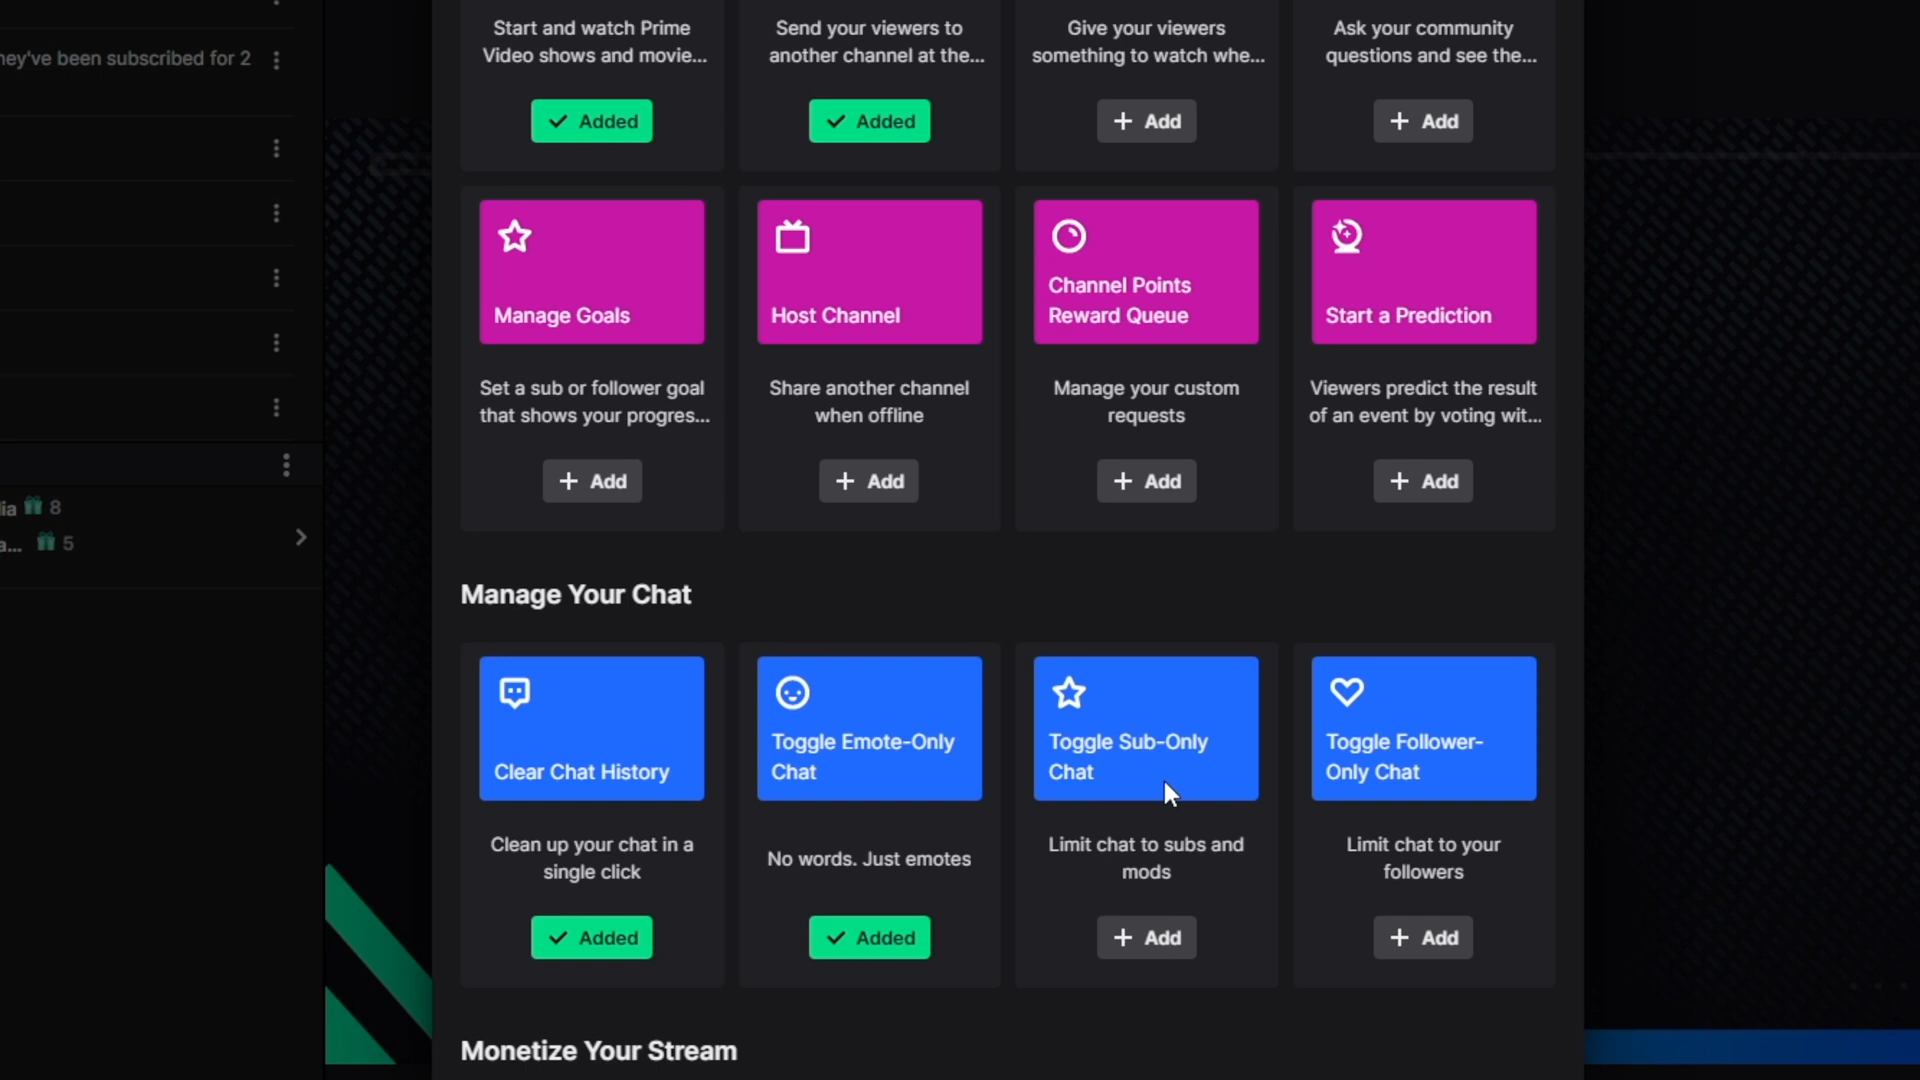 Start and watch Prime
Video shows and movie...
Send your viewers to
another channel at the...
Give your viewers
something to watch whe...
Ask your community
questions and see the...
hey've been subscribed for 2
Added
Added
Add
Add
Manage Goals
Host Channel
Channel Points
Reward Queue
Start a Prediction
Set a sub or follower goal
that shows your progres...
Share another channel
when offline
Manage your custom
requests
Viewers predict the result
of an event by voting wit...
Add
Add
Add
Add
lia 8
a... 5
Manage Your Chat
Clear Chat History
Toggle Emote-Only
Chat
Toggle Sub-Only
Chat
Toggle Follower-
Only Chat
Clean up your chat in a
single click
No words. Just emotes
Limit chat to subs and
mods
Limit chat to your
followers
Added
Added
Add
Add
Monetize Your Stream